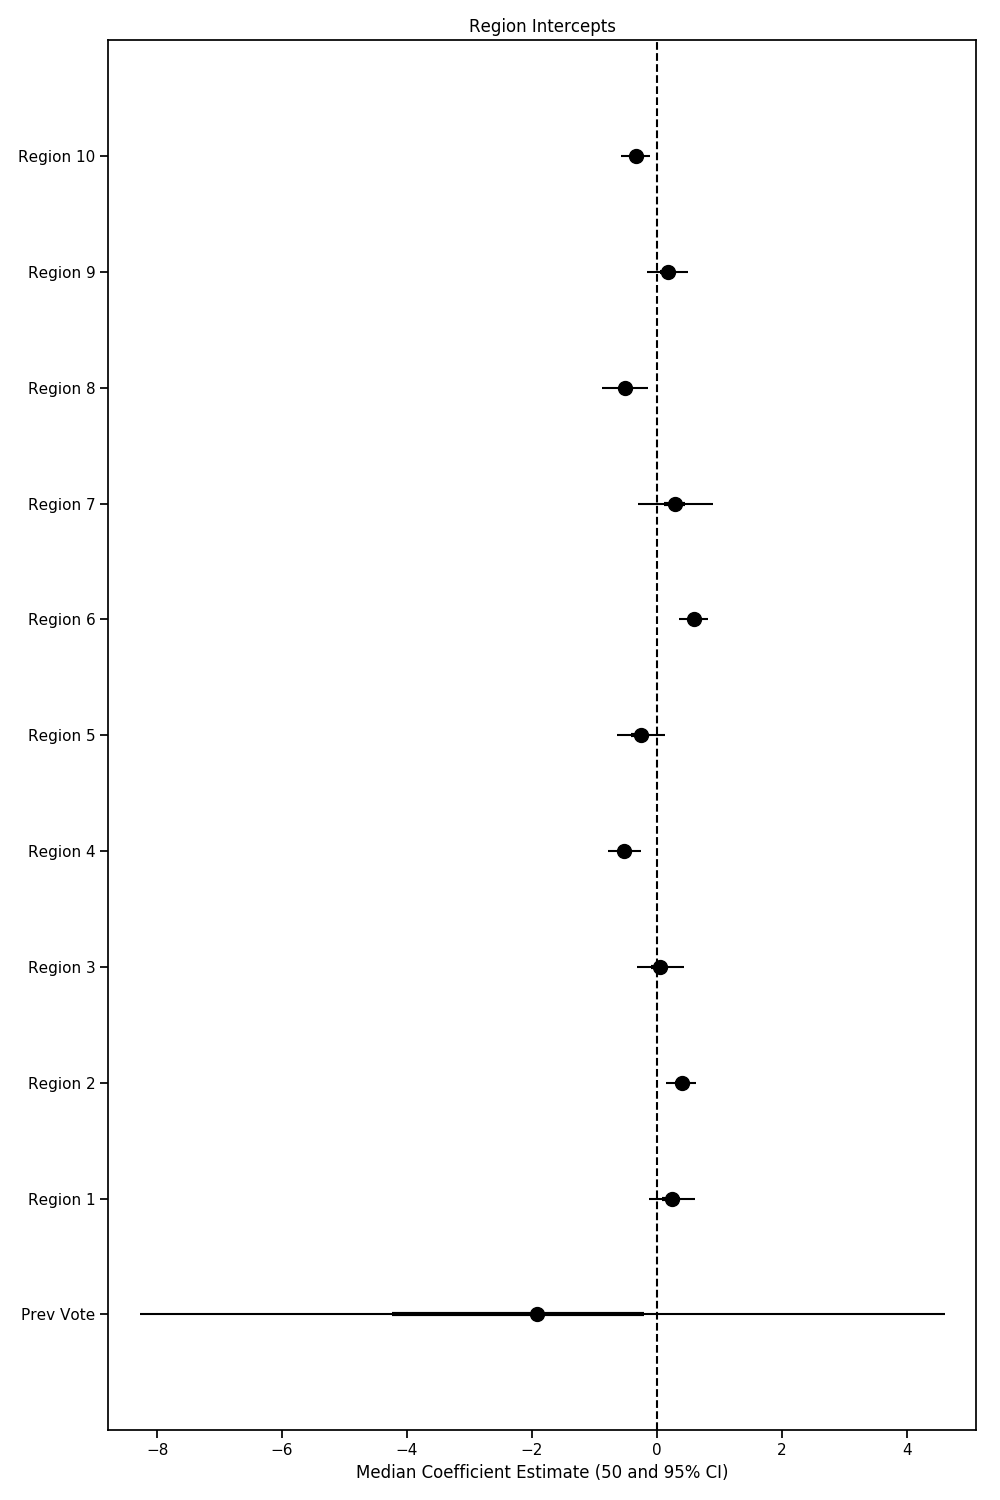 Region Intercepts
Region 10
Region 9
Region 8
Region 7
Region 6
Region 5
Region 4
Region 3
Region 2
Region 1
Prev Vote
−8 −6 −4 −2 0 2 4
Median Coefficient Estimate (50 and 95% CI)